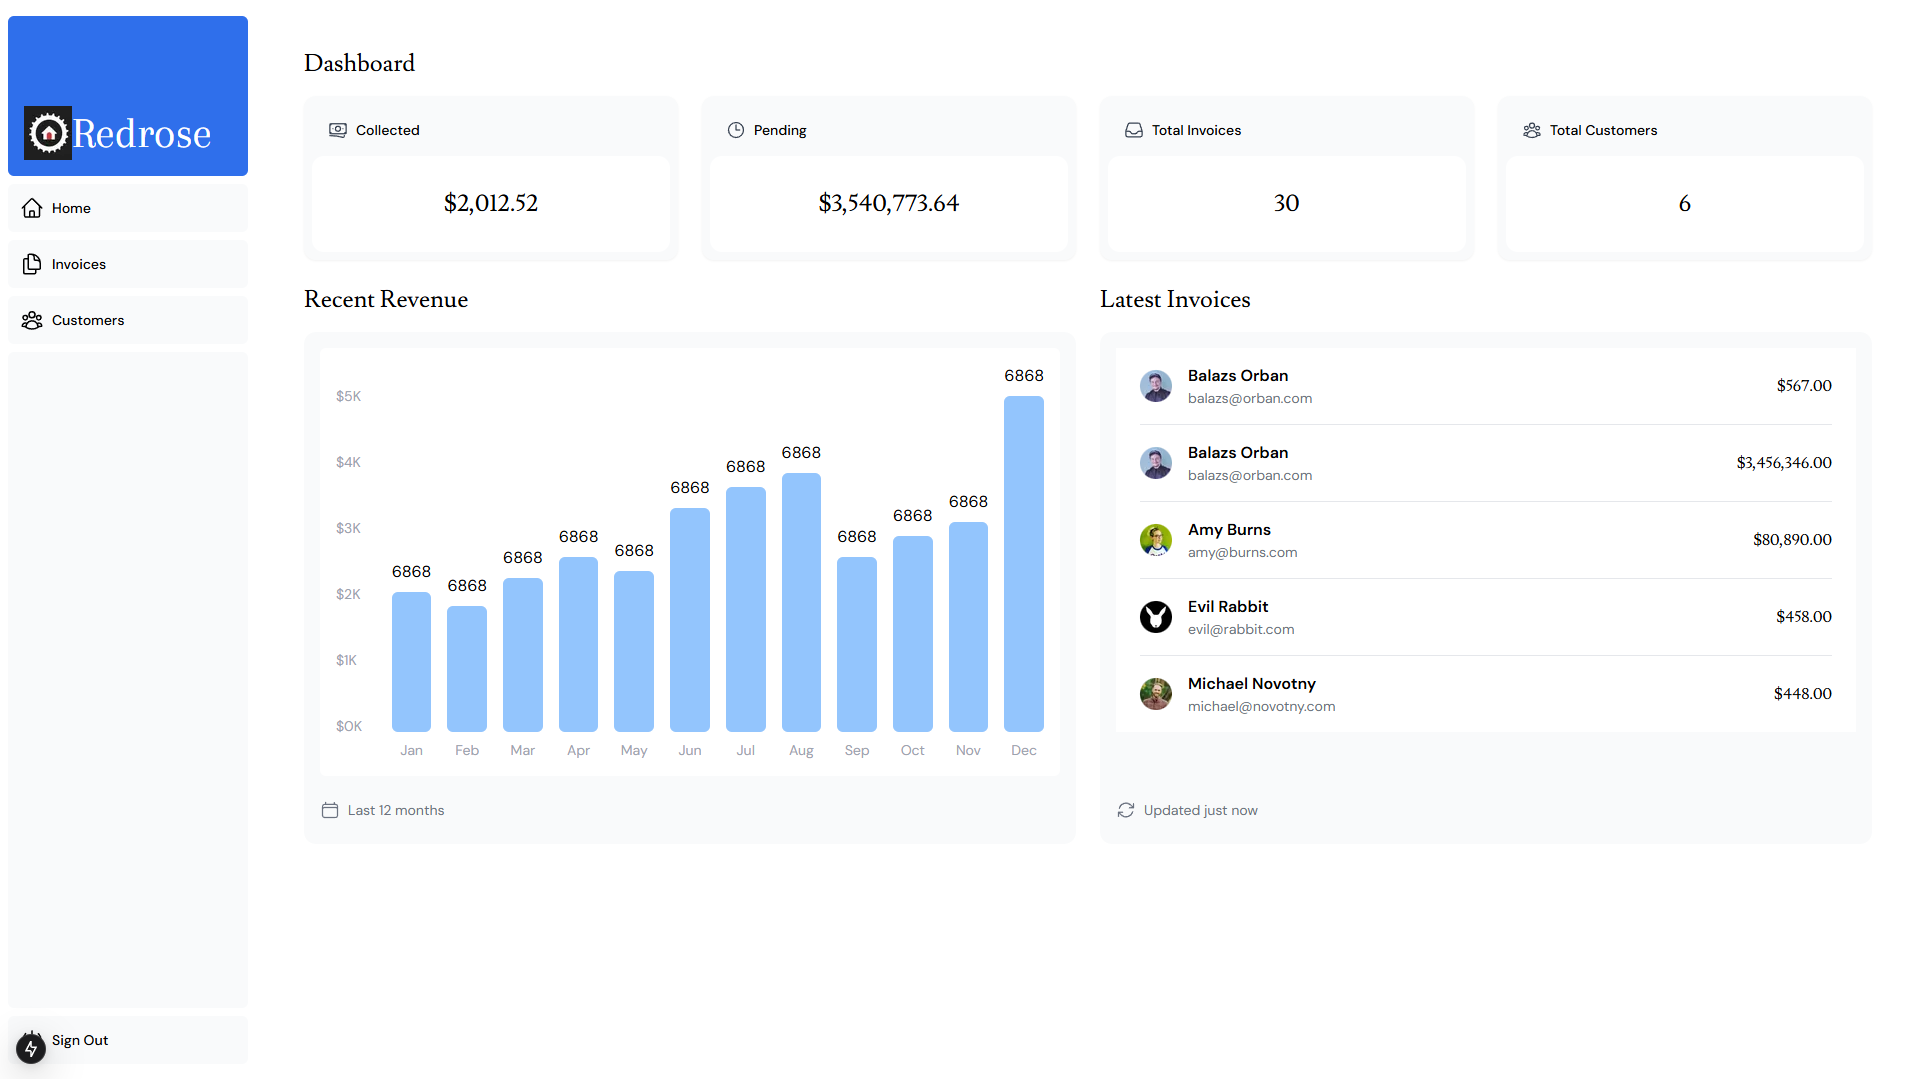 Redrose
Home
Invoices
Customers
Sign Out
Dashboard
Collected
$2,012.52
Pending
$3,540,773.64
Total Invoices
30
Total Customers
6
Recent Revenue
$5K
$4K
$3K
$2K
$1K
$0K
6868
6868
6868
6868
6868
6868
6868
6868
6868
6868
6868
6868
Jan Feb Mar Apr May Jun Jul Aug Sep Oct Nov Dec
Last 12 months
Latest Invoices
Balazs Orban
balazs@orban.com
$567.00
Balazs Orban
balazs@orban.com
$3,456,346.00
Amy Burns
amy@burns.com
$80,890.00
Evil Rabbit
evil@rabbit.com
$458.00
Michael Novotny
michael@novotny.com
$448.00
Updated just now